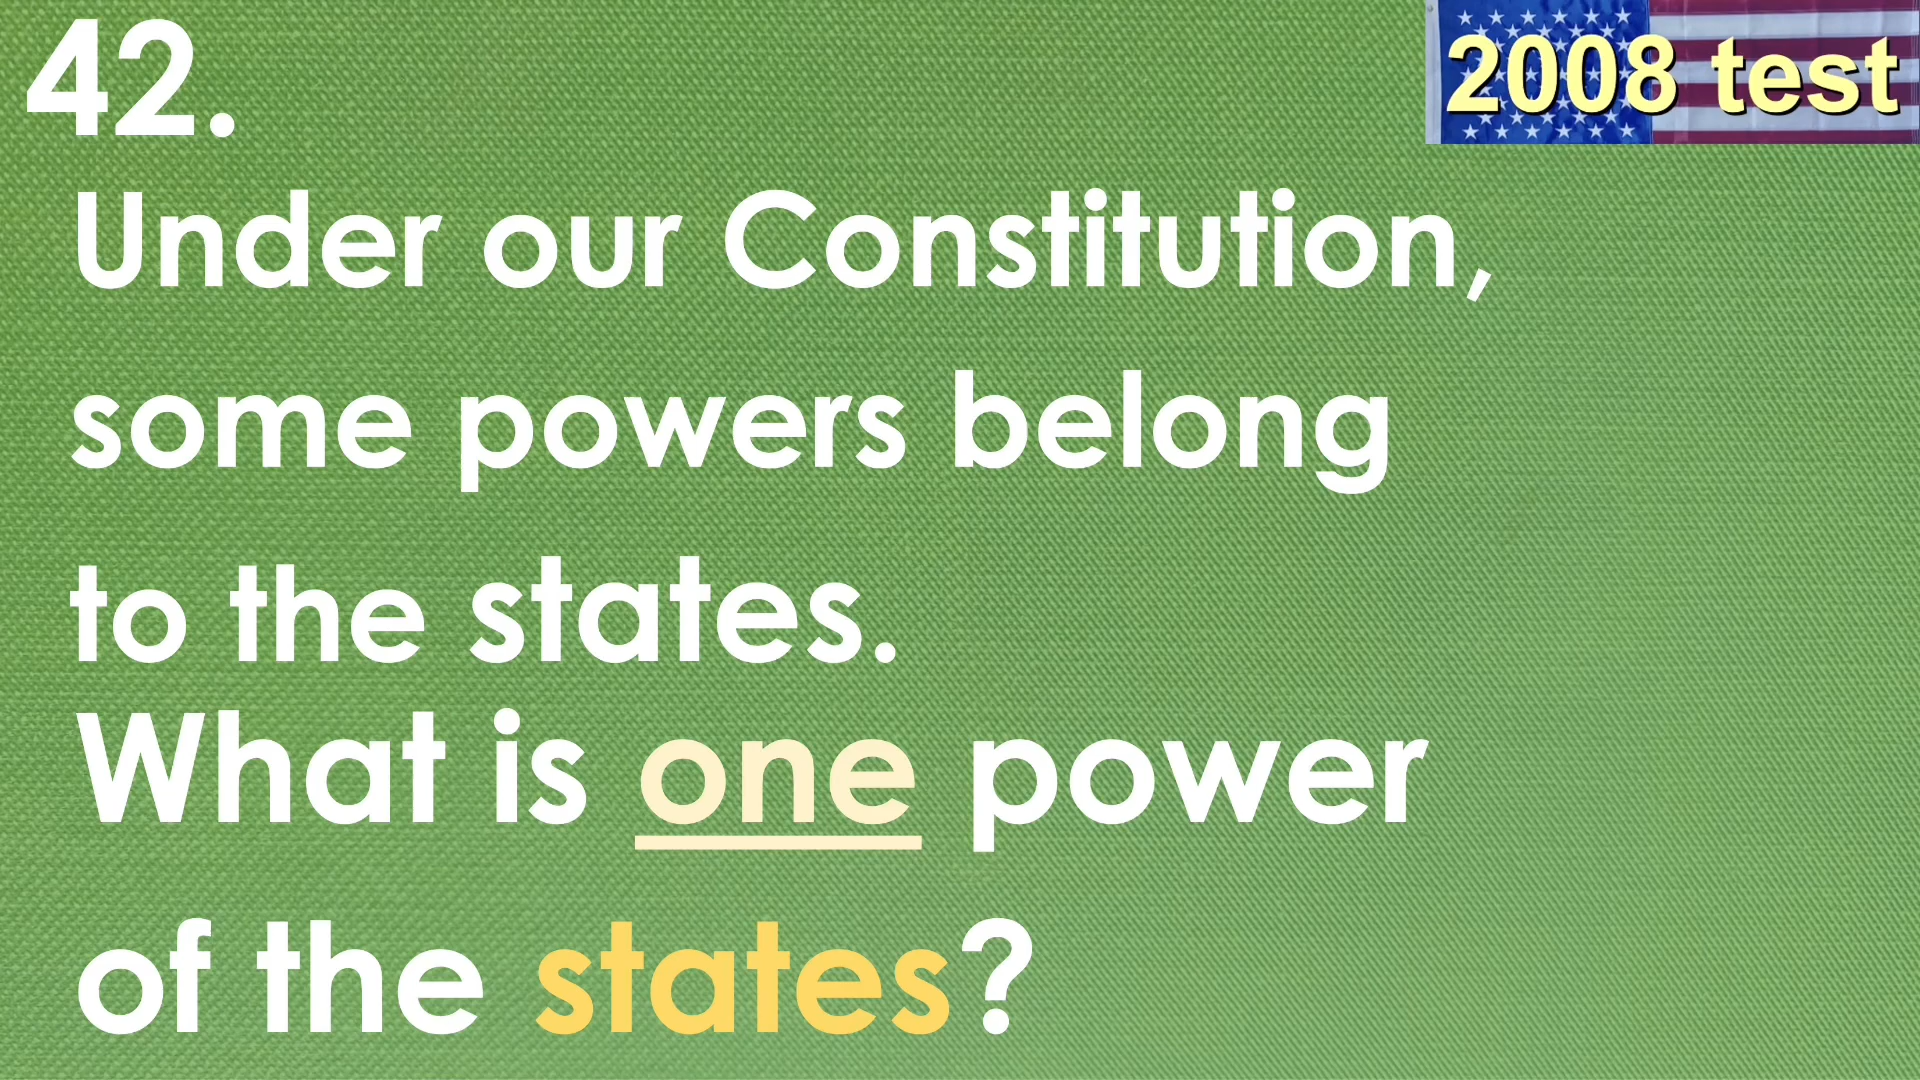 42.
2008 test
Under our Constitution,
some powers belong
to the states.
What is one power
of the states?